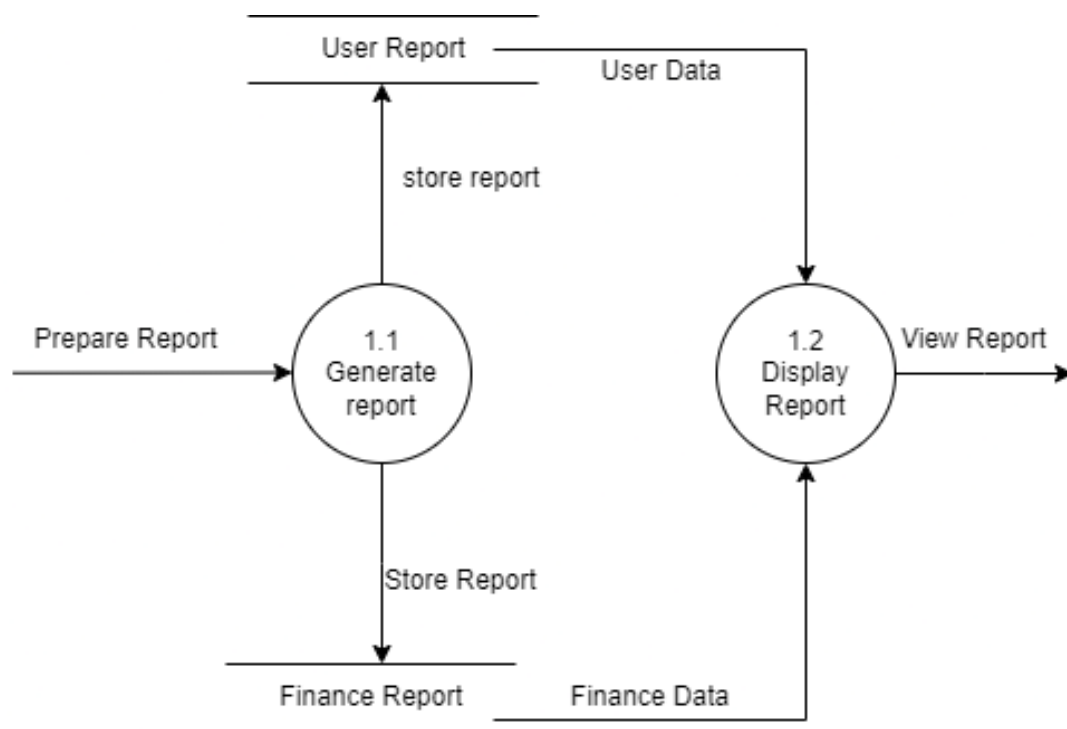 User Report
User Data
store report
Prepare Report
1.1
Generate
report
1.2
Display
Report
View Report
Store Report
Finance Report
Finance Data